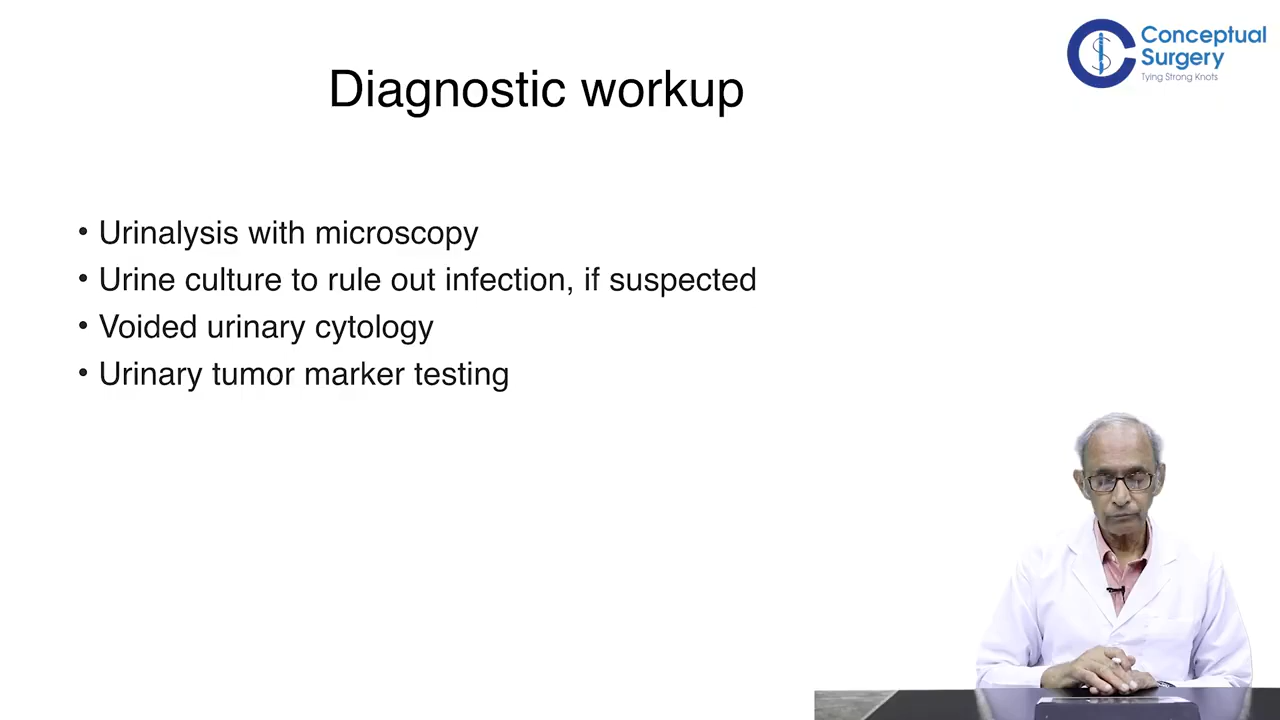 Conceptual
Surgery
Tying Strong Knots
Diagnostic workup
• Urinalysis with microscopy
• Urine culture to rule out infection, if suspected
• Voided urinary cytology
• Urinary tumor marker testing